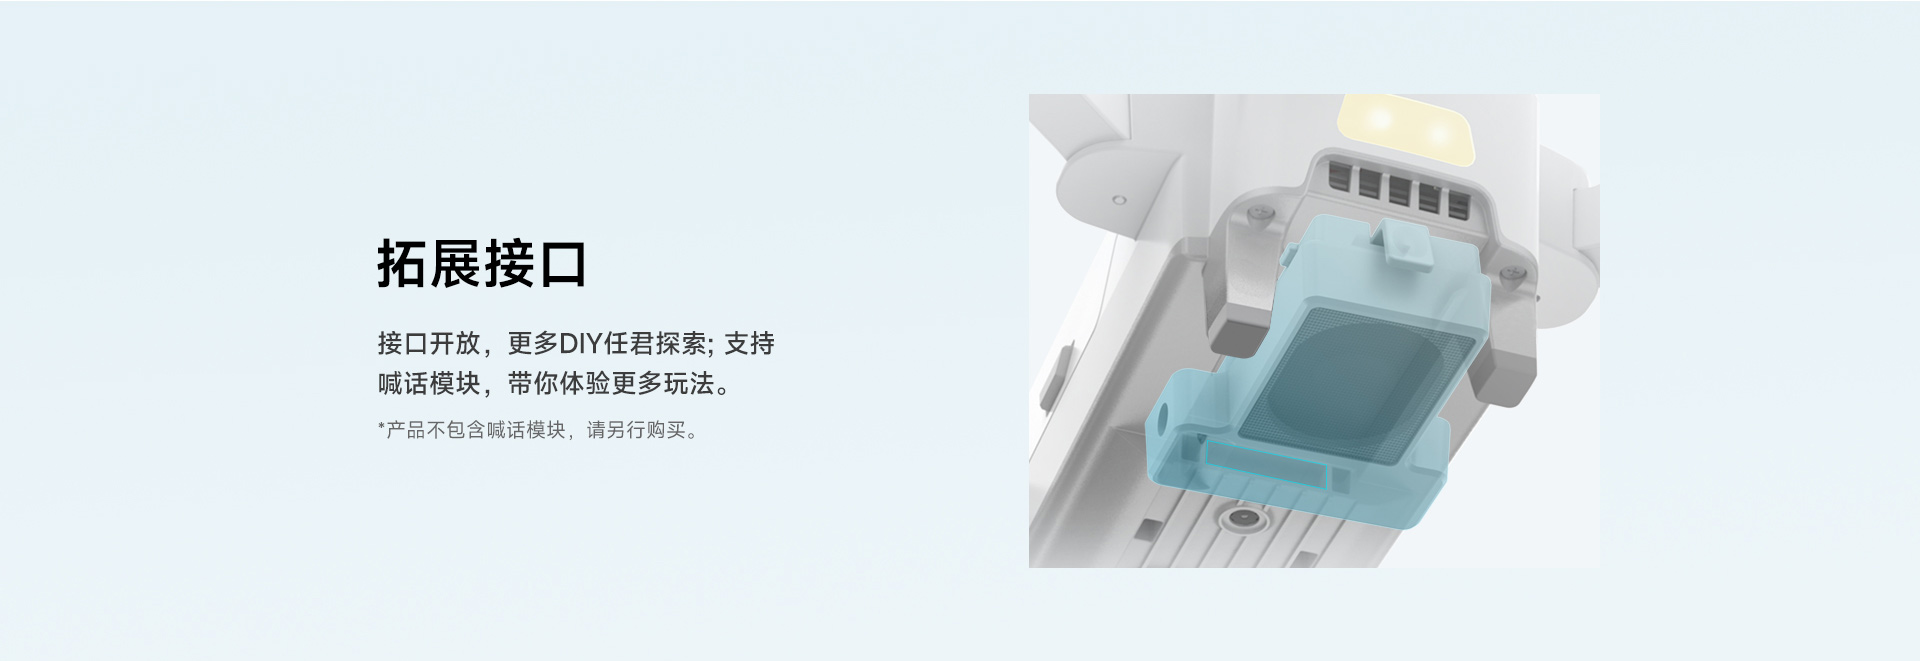 拓展接口
接口开放，更多DIY任君探索; 支持
喊话模块，带你体验更多玩法。
*产品不包含喊话模块，请另行购买。